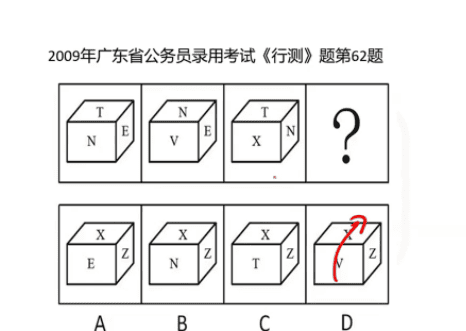 2009年广东省公务员录用考试《行测》题第62题
T N E
N V E
T X N
?
X E Z
X N Z
X T Z
X V Z
A B C D